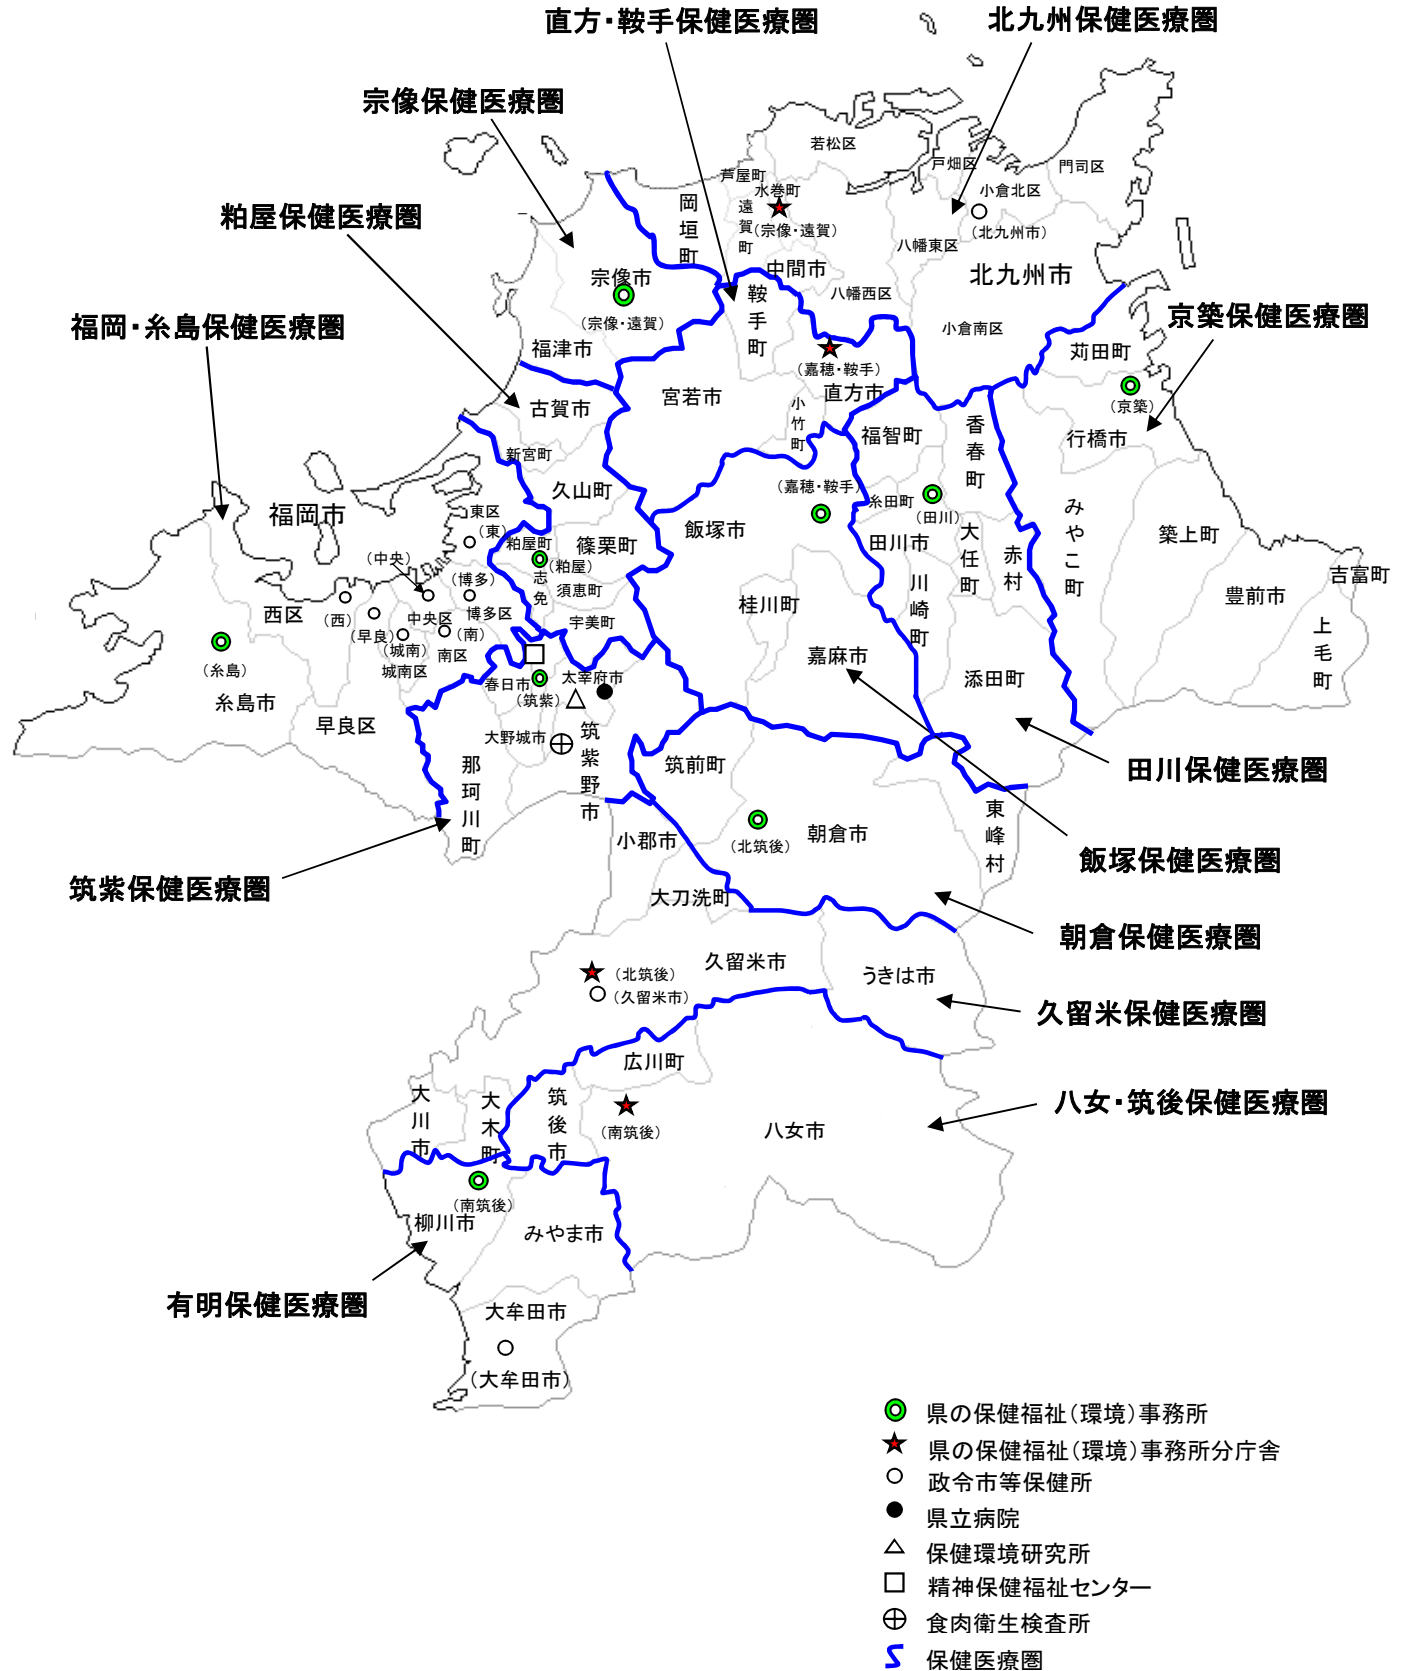 直方・鞍手保健医療圏
北九州保健医療圏
宗像保健医療圏
粕屋保健医療圏
福岡・糸島保健医療圏
京築保健医療圏
若松区
戸畑区
門司区
芦屋町
水巻町
小倉北区
岡垣町
遠賀町
（宗像・遠賀）
（北九州市）
八幡東区
中間市
北九州市
宗像市
鞍手町
八幡西区
（宗像・遠賀）
小倉南区
福津市
苅田町
（嘉穂・鞍手）
直方市
宮若市
（京築）
古賀市
小竹町
福智町
香春町
行橋市
新宮町
久山町
（嘉穂・鞍手）
糸田町
（田川）
みやこ町
福岡市
東区
（東）
飯塚市
築上町
粕屋町
篠栗町
田川市
大任町
赤村
（中央）
（粕屋）
（博多）
志免
須恵町
川崎町
吉富町
西区
（西）
中央区
博多区
宇美町
桂川町
豊前市
（早良）
（城南）
（南）
上毛町
（糸島）
城南区
南区
嘉麻市
糸島市
春日市
（筑紫）
太宰府市
添田町
早良区
大野城市
筑紫野市
那珂川町
筑前町
田川保健医療圏
小郡市
（北筑後）
朝倉市
東峰村
飯塚保健医療圏
筑紫保健医療圏
大刀洗町
朝倉保健医療圏
久留米市
うきは市
（北筑後）
（久留米市）
久留米保健医療圏
広川町
大川市
大木町
筑後市
（南筑後）
八女市
八女・筑後保健医療圏
（南筑後）
柳川市
みやま市
有明保健医療圏
大牟田市
（大牟田市）
県の保健福祉（環境）事務所
県の保健福祉（環境）事務所分庁舎
政令市等保健所
県立病院
保健環境研究所
精神保健福祉センター
食肉衛生検査所
保健医療圏